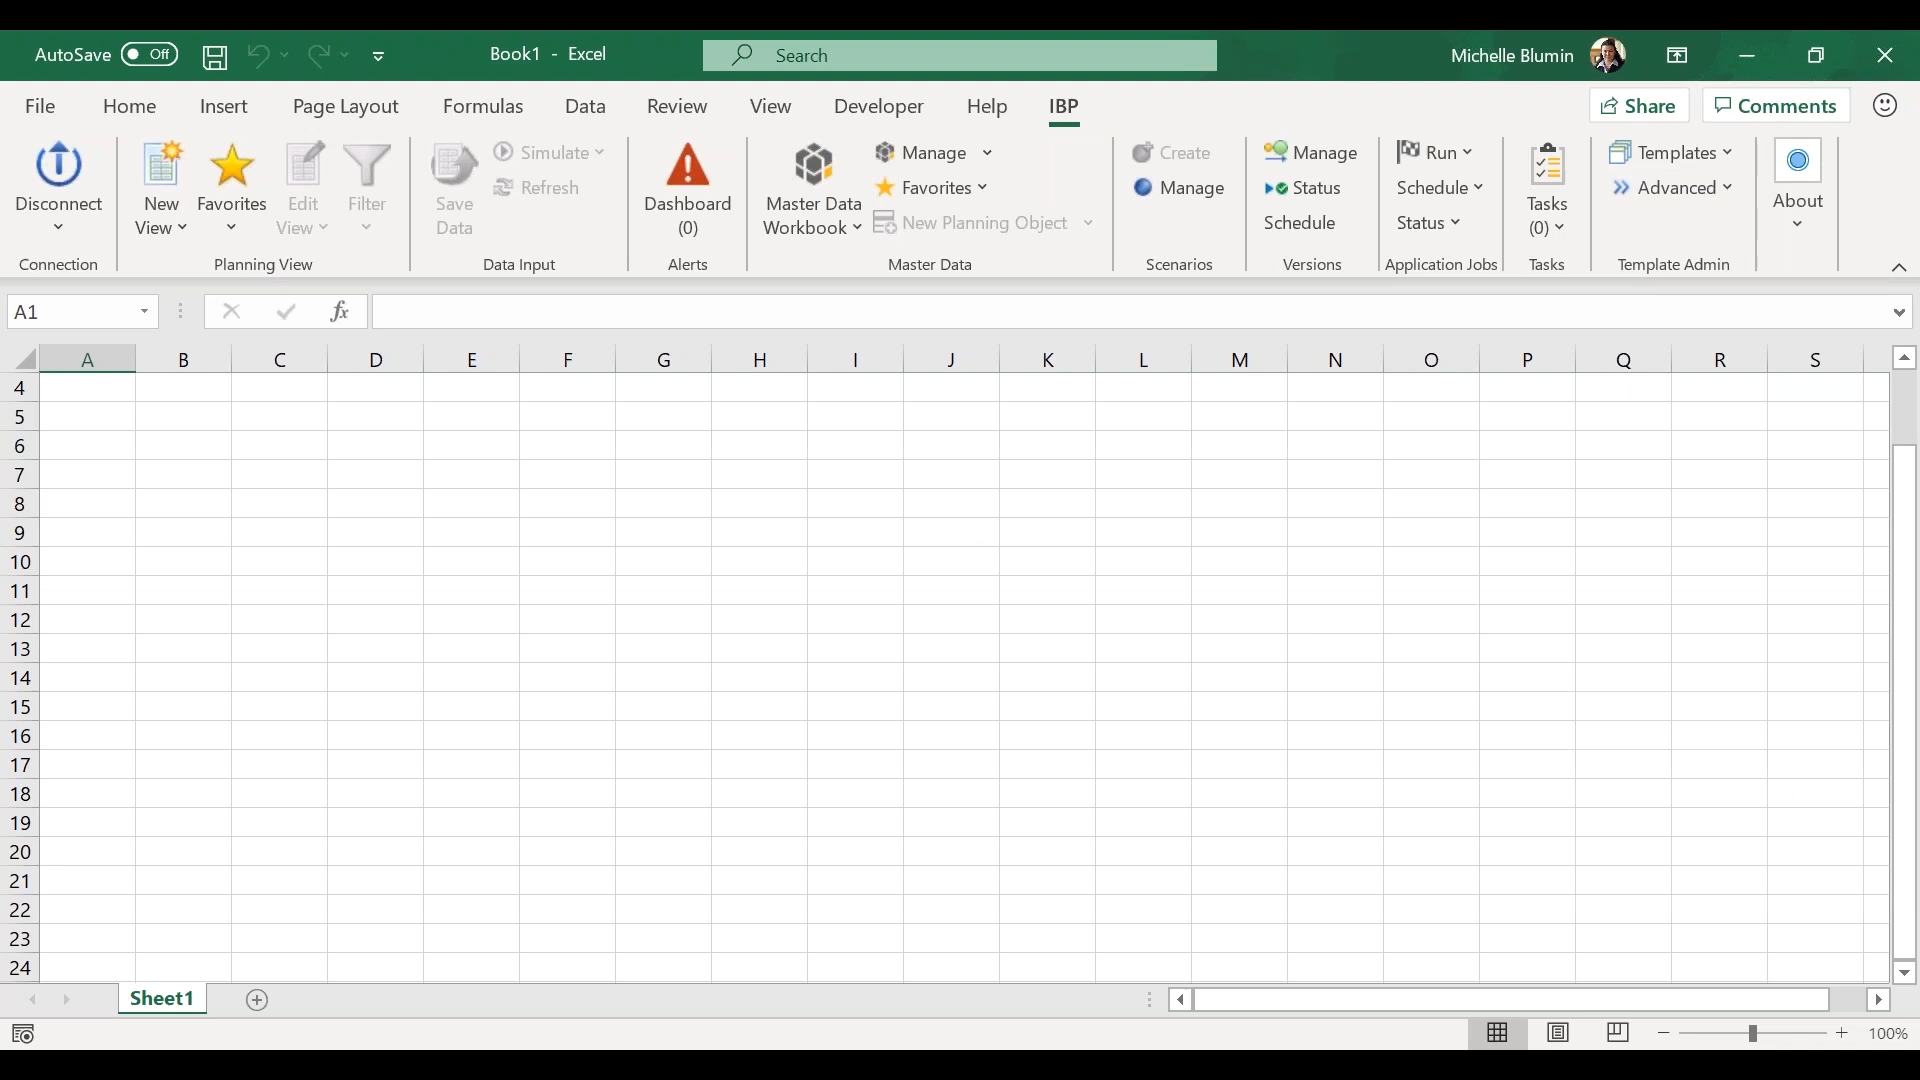 AutoSave Off Book1 - Excel Search Michelle Blumin
File Home Insert Page Layout Formulas Data Review View Developer Help IBP Share Comments
Disconnect
Connection
New View
Favorites
Edit View
Filter
Planning View
Save Data
Simulate
Refresh
Data Input
Dashboard (0)
Alerts
Master Data Workbook
Manage
Favorites
New Planning Object
Master Data
Create
Manage
Scenarios
Manage
Status
Schedule
Versions
Run
Schedule
Status
Application Jobs
Tasks (0)
Tasks
Templates
Advanced
Template Admin
About
A1 fx
A B C D E F G H I J K L M N O P Q R S
4
5
6
7
8
9
10
11
12
13
14
15
16
17
18
19
20
21
22
23
24
Sheet1
100%